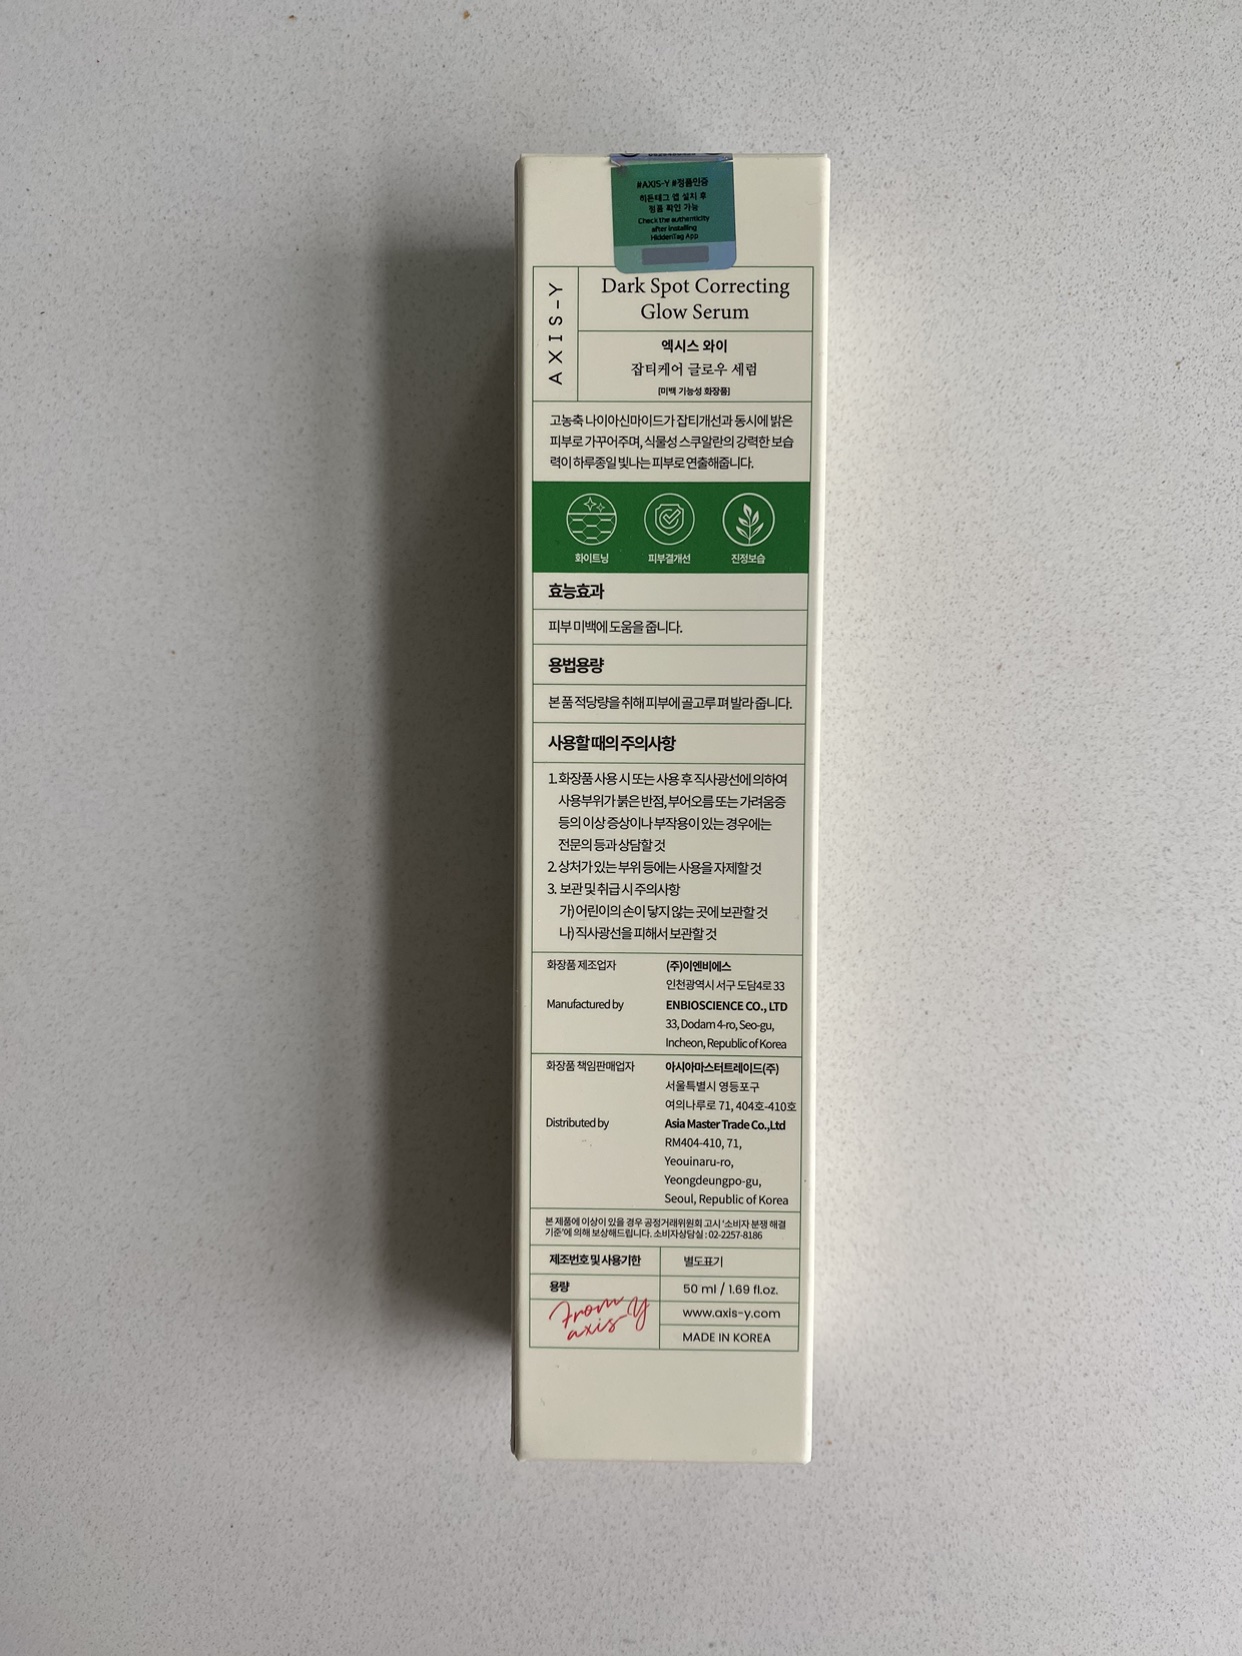 #AXIS-Y #정품인증
히든태그 앱 설치 후
정품 확인 가능
Check the authenticity
after installing
HiddenTag App
AXIS-Y
Dark Spot Correcting
Glow Serum
엑시스 와이
잡티케어 글로우 세럼
[미백 기능성 화장품]
고농축 나이아신마이드가 잡티개선과 동시에 밝은
피부로 가꾸어주며, 식물성 스쿠알란의 강력한 보습
력이 하루종일 빛나는 피부로 연출해줍니다.
화이트닝
피부결개선
진정보습
효능효과
피부 미백에 도움을 줍니다.
용법용량
본 품 적당량을 취해 피부에 골고루 펴 발라 줍니다.
사용할 때의 주의사항
1. 화장품 사용 시 또는 사용 후 직사광선에 의하여
사용부위가 붉은 반점, 부어오름 또는 가려움증
등의 이상 증상이나 부작용이 있는 경우에는
전문의 등과 상담할 것
2. 상처가 있는 부위 등에는 사용을 자제할 것
3. 보관 및 취급 시 주의사항
가) 어린이의 손이 닿지 않는 곳에 보관할 것
나) 직사광선을 피해서 보관할 것
화장품 제조업자
(주)이엔비에스
인천광역시 서구 도담4로 33
Manufactured by
ENBIOSCIENCE CO., LTD
33, Dodam 4-ro, Seo-gu,
Incheon, Republic of Korea
화장품 책임판매업자
아시아마스터트레이드(주)
서울특별시 영등포구
여의나루로 71, 404호-410호
Distributed by
Asia Master Trade Co.,Ltd
RM404-410, 71,
Yeouinaru-ro,
Yeongdeungpo-gu,
Seoul, Republic of Korea
본 제품에 이상이 있을 경우 공정거래위원회 고시 '소비자 분쟁 해결
기준'에 의해 보상해드립니다. 소비자상담실 : 02-2257-8186
제조번호 및 사용기한
별도표기
용량
50 ml / 1.69 fl.oz.
From
axis-y
www.axis-y.com
MADE IN KOREA